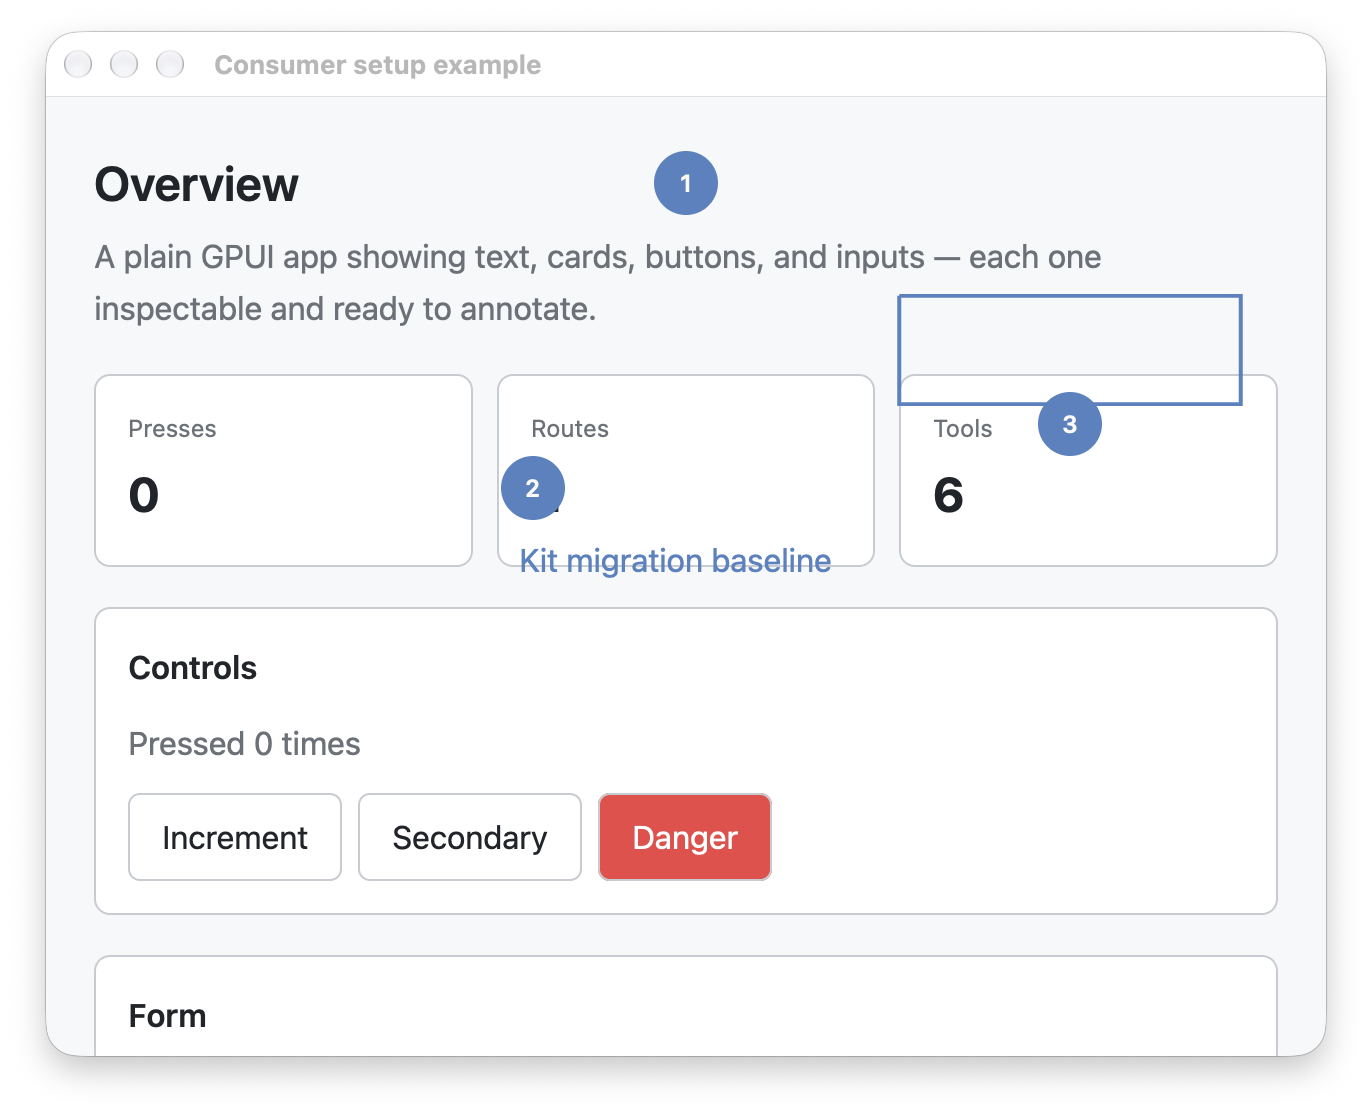 Consumer setup example
Overview
1
A plain GPUI app showing text, cards, buttons, and inputs — each one
inspectable and ready to annotate.
Presses
0
Routes
2
Kit migration baseline
Tools
3
6
Controls
Pressed 0 times
Increment
Secondary
Danger
Form